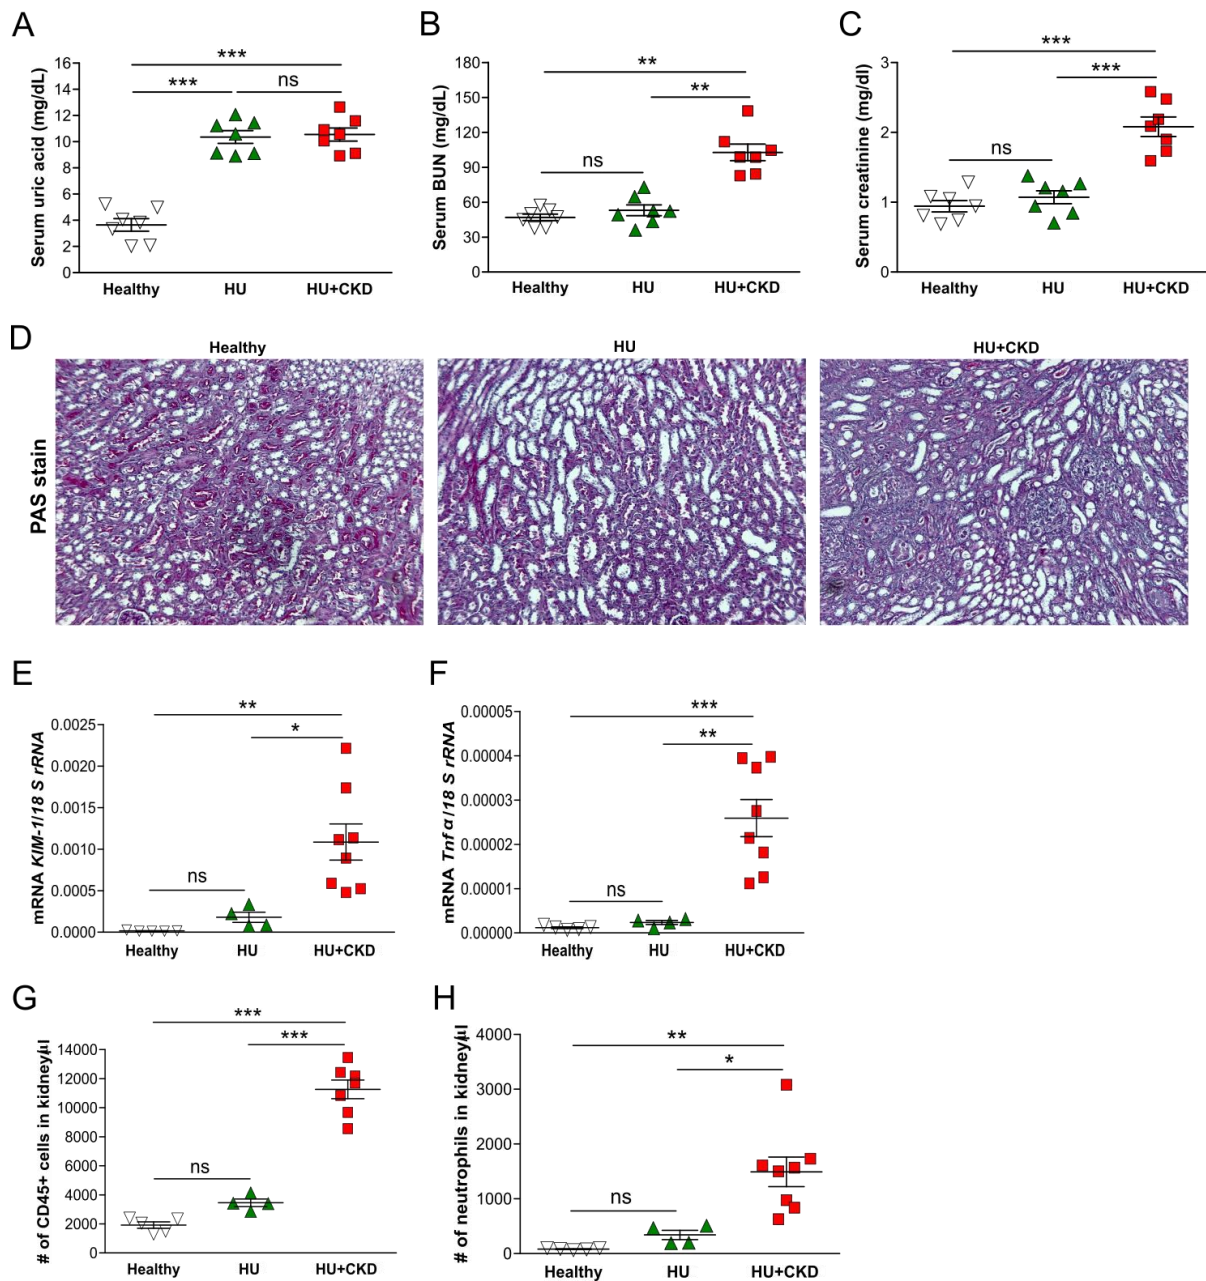 A
Serum uric acid (mg/dL)
16
14
12
10
8
6
4
2
0
***
***
ns
Healthy HU HU+CKD
B
Serum BUN (mg/dL)
180
150
120
90
60
30
0
**
**
ns
Healthy HU HU+CKD
C
Serum creatinine (mg/dl)
3
2
1
0
***
***
ns
Healthy HU HU+CKD
D
Healthy HU HU+CKD
PAS stain
E
mRNA KIM-1/18 S rRNA
0.0025
0.0020
0.0015
0.0010
0.0005
0.0000
**
*
ns
Healthy HU HU+CKD
F
mRNA Tnf α/18 S rRNA
0.00005
0.00004
0.00003
0.00002
0.00001
0.00000
***
**
ns
Healthy HU HU+CKD
G
# of CD45+ cells in kidney/µl
14000
12000
10000
8000
6000
4000
2000
0
***
***
ns
Healthy HU HU+CKD
H
# of neutrophils in kidney/µl
4000
3000
2000
1000
0
**
*
ns
Healthy HU HU+CKD